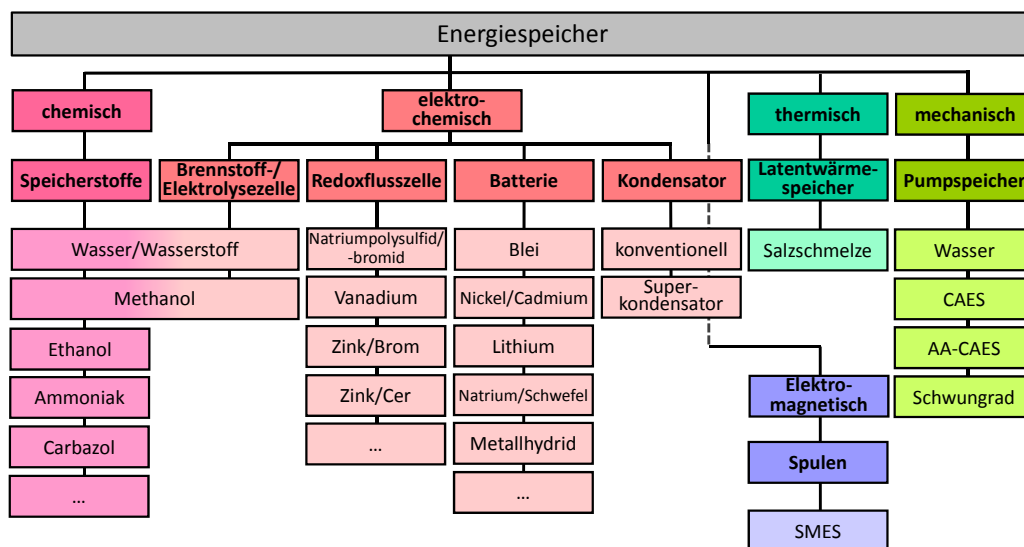 Energiespeicher
chemisch
elektro-
chemisch
thermisch
mechanisch
Speicherstoffe
Brennstoff-/
Elektrolysezelle
Redoxflusszelle
Batterie
Kondensator
Latentwärme-
speicher
Pumpspeicher
Wasser/Wasserstoff
Natriumpolysulfid/
-bromid
Blei
konventionell
Salzschmelze
Wasser
Methanol
Vanadium
Nickel/Cadmium
Super-
kondensator
CAES
Ethanol
Zink/Brom
Lithium
AA-CAES
Ammoniak
Zink/Cer
Natrium/Schwefel
Elektro-
magnetisch
Schwungrad
Carbazol
...
Metallhydrid
Spulen
...
...
SMES